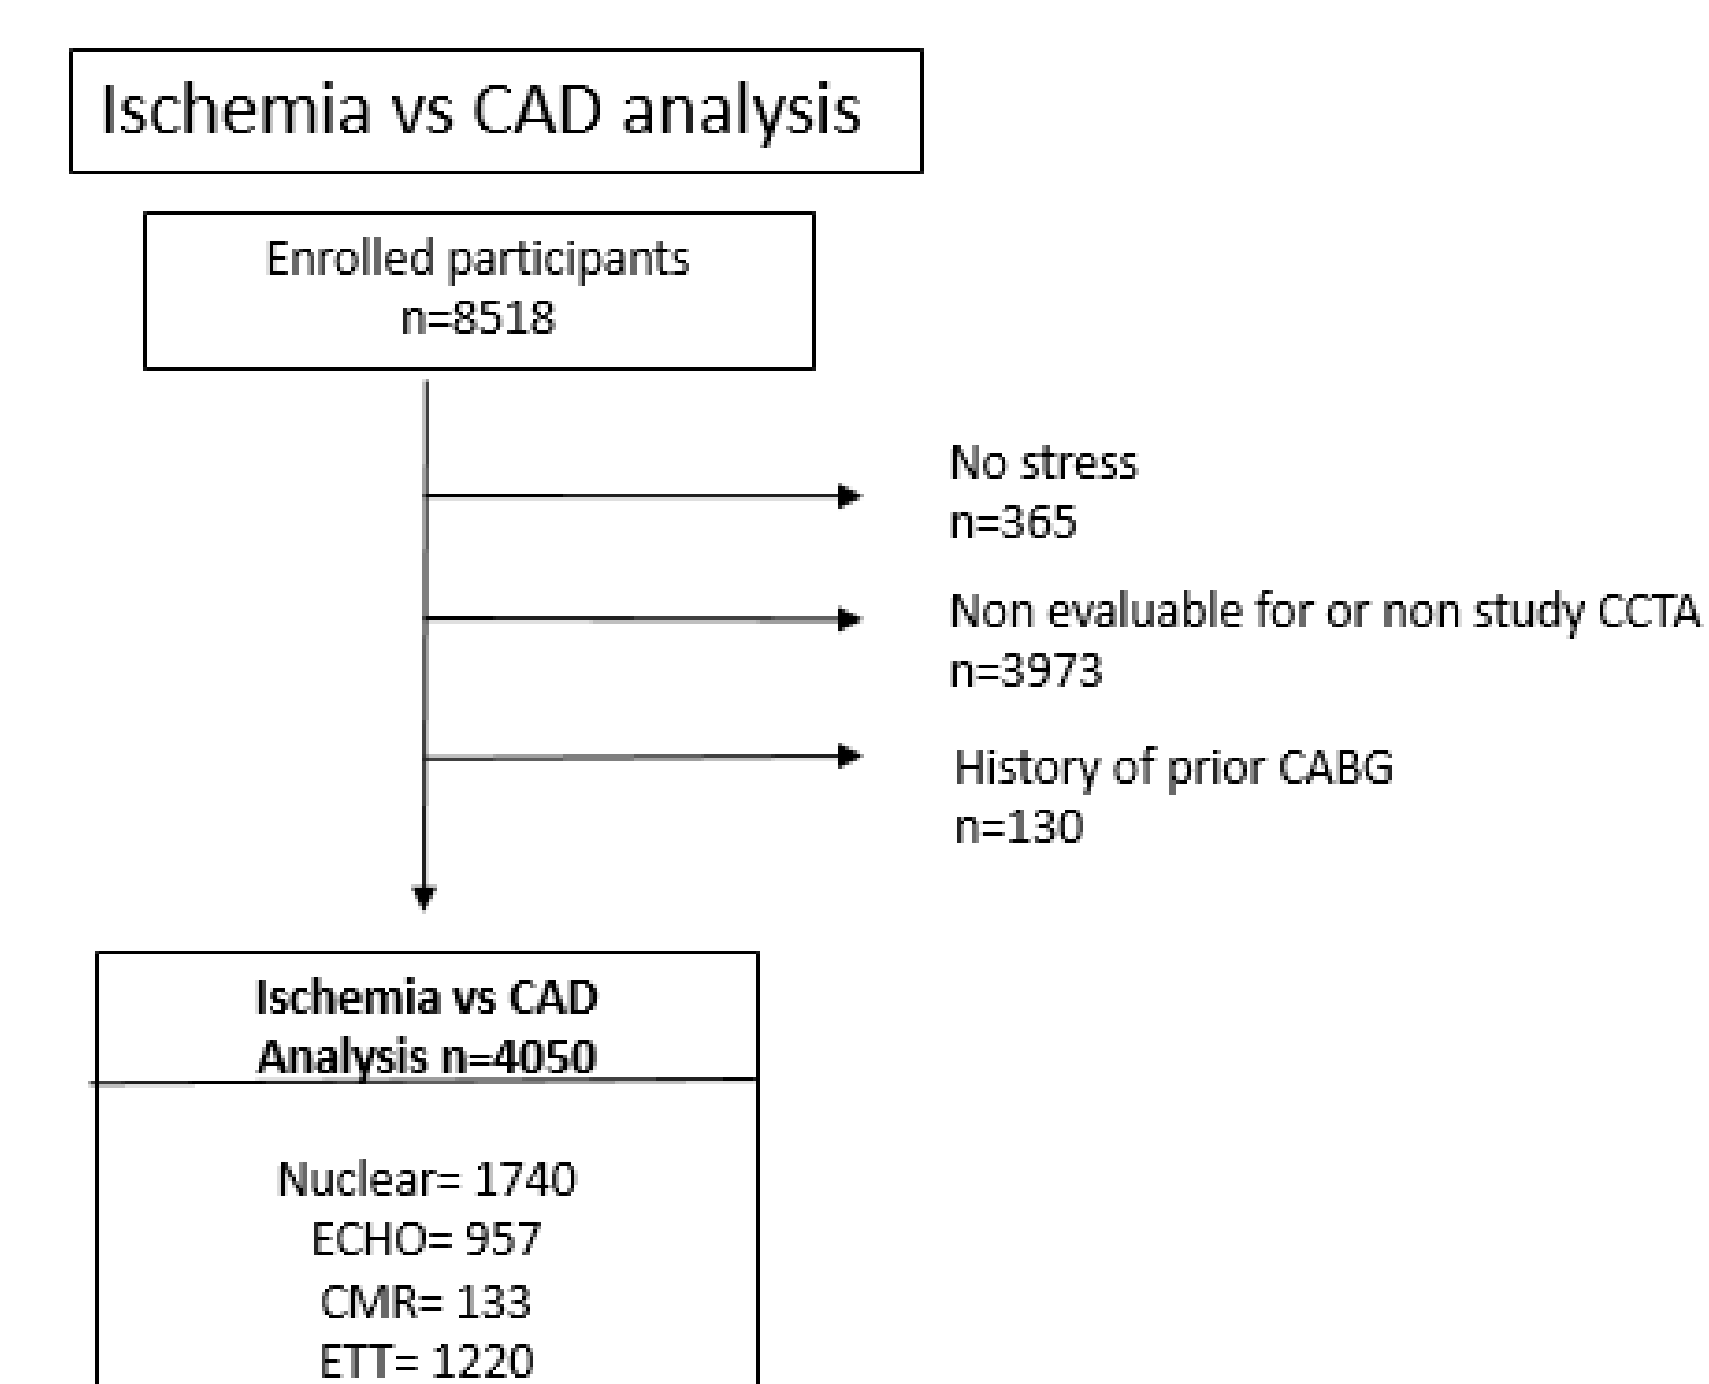 Ischemia vs CAD analysis
Enrolled participants
n=8518
No stress
n=365
Non evaluable for or non study CCTA
n=3973
History of prior CABG
n=130
Ischemia vs CAD
Analysis n=4050
Nuclear= 1740
ECHO= 957
CMR= 133
ETT= 1220